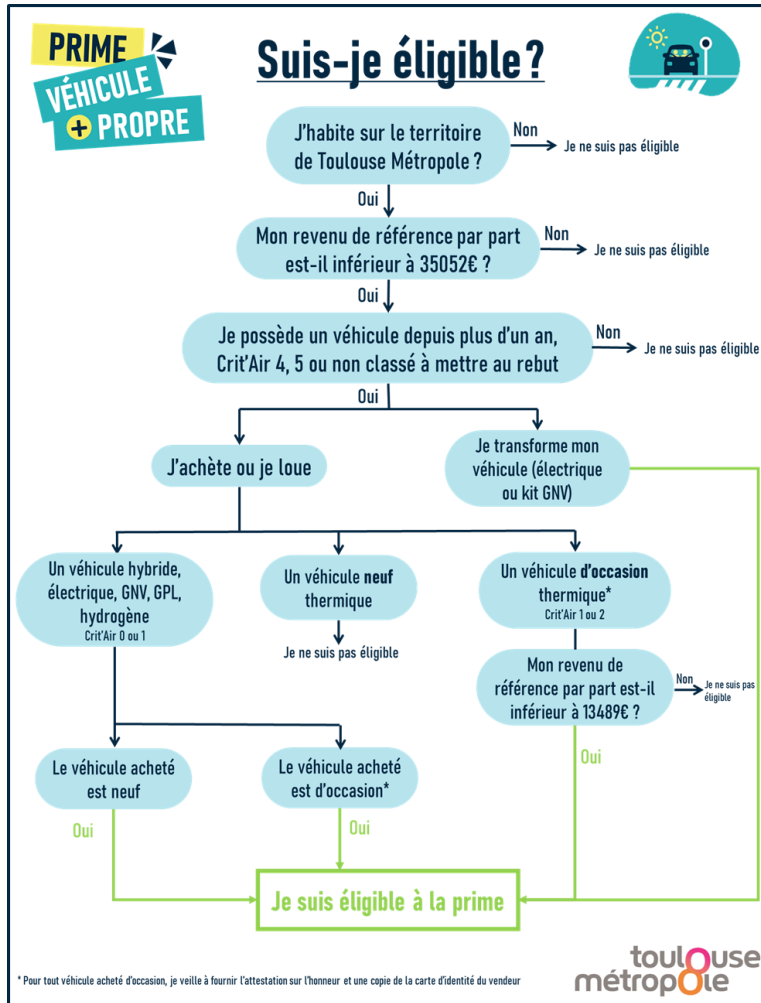 PRIME
VÉHICULE
+ PROPRE
Suis-je éligible ?
J'habite sur le territoire
de Toulouse Métropole ?
Non
Je ne suis pas éligible
Oui
Mon revenu de référence par part
est-il inférieur à 35052€ ?
Non
Je ne suis pas éligible
Oui
Je possède un véhicule depuis plus d'un an,
Crit'Air 4, 5 ou non classé à mettre au rebut
Non
Je ne suis pas éligible
Oui
J'achète ou je loue
Je transforme mon
véhicule (électrique
ou kit GNV)
Un véhicule hybride,
électrique, GNV, GPL,
hydrogène
Crit'Air 0 ou 1
Un véhicule neuf
thermique
Je ne suis pas éligible
Un véhicule d'occasion
thermique*
Crit'Air 1 ou 2
Mon revenu de
référence par part est-il
inférieur à 13489€ ?
Non
Je ne suis pas
éligible
Oui
Le véhicule acheté
est neuf
Oui
Le véhicule acheté
est d'occasion*
Oui
Je suis éligible à la prime
* Pour tout véhicule acheté d'occasion, je veille à fournir l'attestation sur l'honneur et une copie de la carte d'identité du vendeur
toulouse
métropole